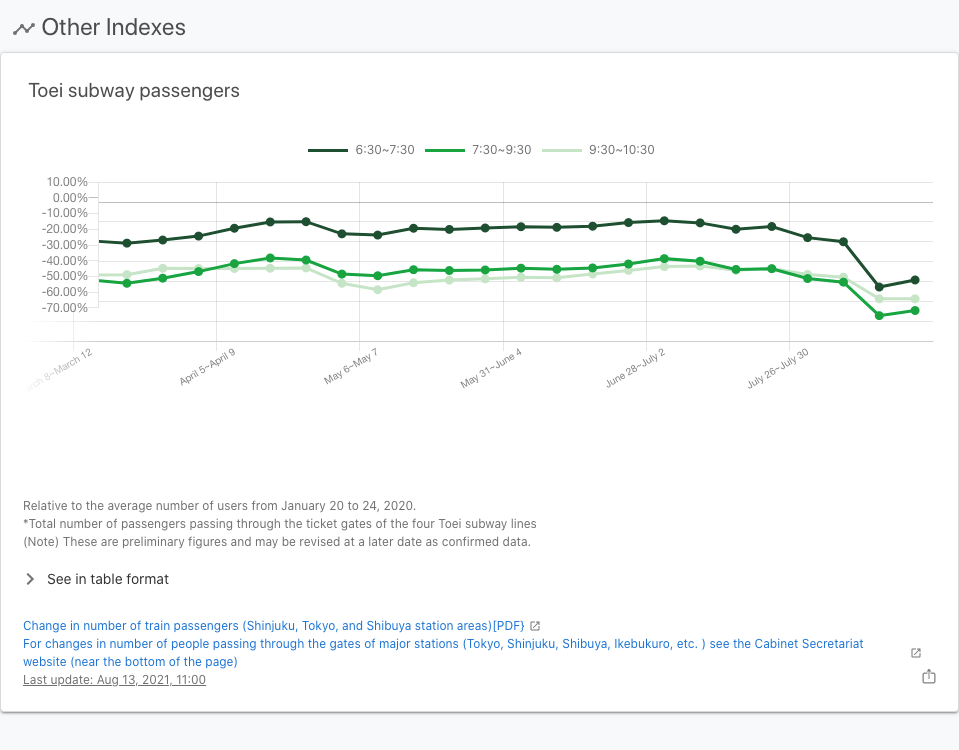 Other Indexes
Toei subway passengers
6:30~7:30 7:30~9:30 9:30~10:30
10.00%
0.00%
-10.00%
-20.00%
-30.00%
-40.00%
-50.00%
-60.00%
-70.00%
8~March 12 April 5~April 9 May 6~May 7 May 31~June 4 June 28~July 2 July 26~July 30
Relative to the average number of users from January 20 to 24, 2020.
*Total number of passengers passing through the ticket gates of the four Toei subway lines
(Note) These are preliminary figures and may be revised at a later date as confirmed data.
See in table format
Change in number of train passengers (Shinjuku, Tokyo, and Shibuya station areas)[PDF}
For changes in number of people passing through the gates of major stations (Tokyo, Shinjuku, Shibuya, Ikebukuro, etc. ) see the Cabinet Secretariat
website (near the bottom of the page)
Last update: Aug 13, 2021, 11:00